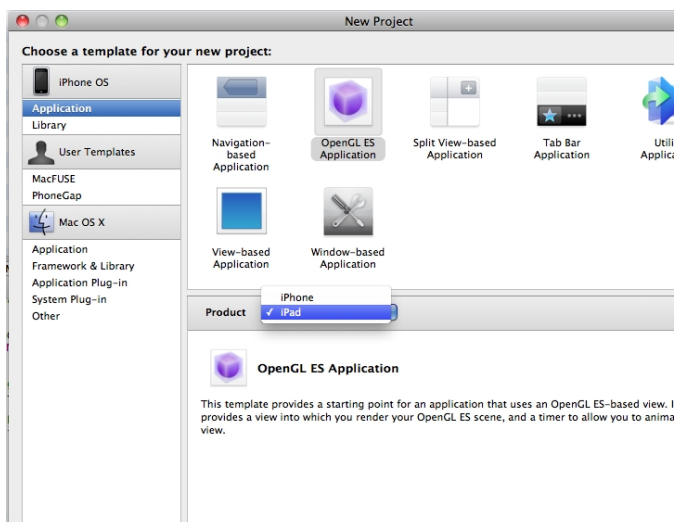 New Project
Choose a template for your new project:
iPhone OS
Application
Library
User Templates
MacFUSE
PhoneGap
Mac OS X
Application
Framework & Library
Application Plug-in
System Plug-in
Other
Navigation-
based
Application
OpenGL ES
Application
Split View-based
Application
Tab Bar
Application
View-based
Application
Window-based
Application
Product
iPhone
✓ iPad
OpenGL ES Application
This template provides a starting point for an application that uses an OpenGL ES-based view.
provides a view into which you render your OpenGL ES scene, and a timer to allow you to
view.